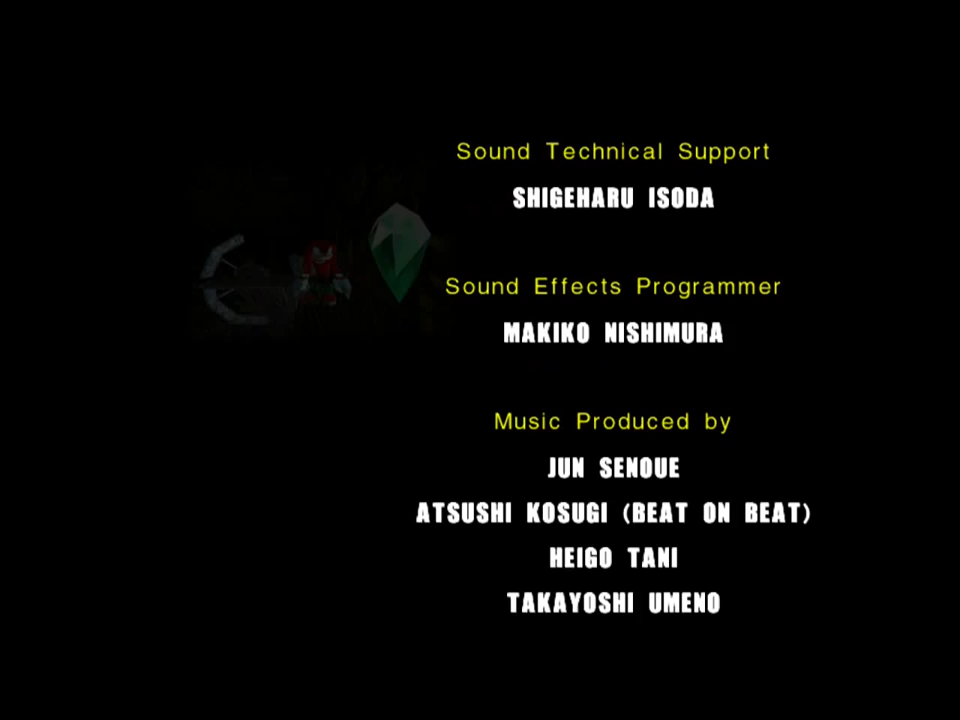 Sound Technical Support
SHIGEHARU ISODA
Sound Effects Programmer
MAKIKO NISHIMURA
Music Produced by
JUN SENOUE
ATSUSHI KOSUGI (BEAT ON BEAT)
HEIGO TANI
TAKAYOSHI UMENO